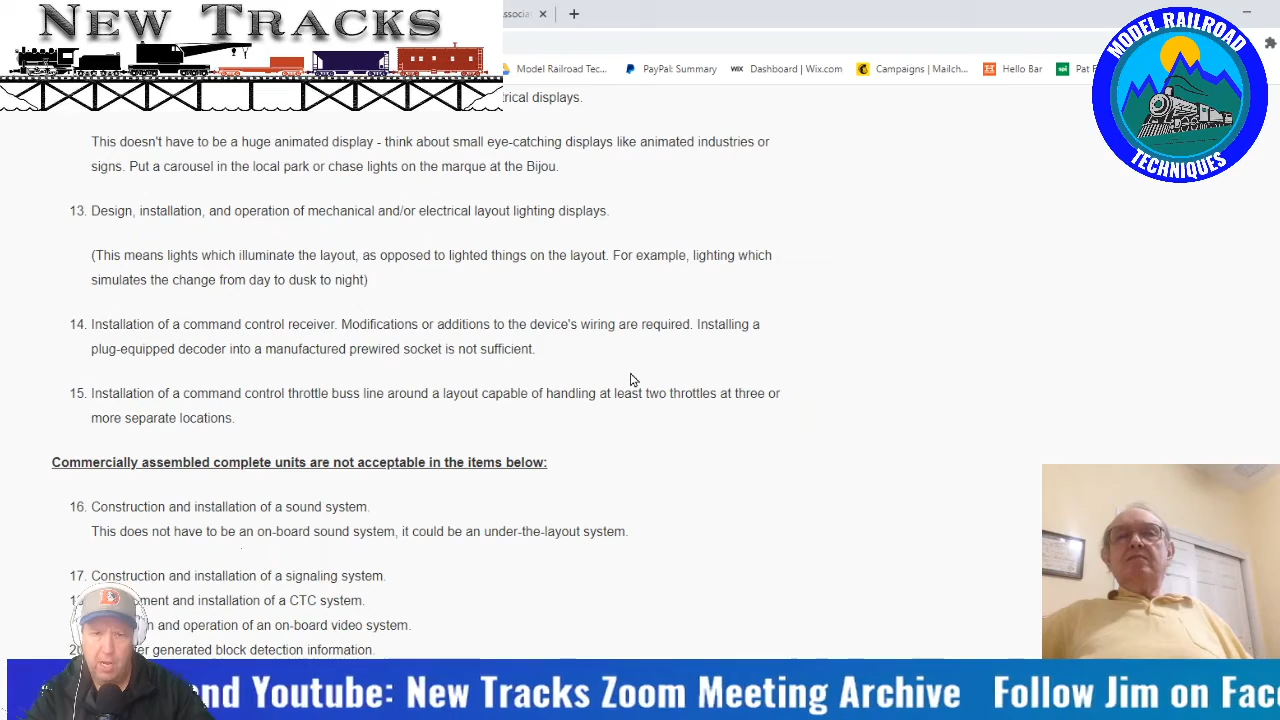 NEW TRACKS
ssocia
Model Railroad Tec...
PayPal: Summary
Dashboard | Wix.com
Campaigns | Mailch...
Hello Bar
Pat
MODEL RAILROAD
TECHNIQUES
trical displays.
This doesn't have to be a huge animated display - think about small eye-catching displays like animated industries or
signs. Put a carousel in the local park or chase lights on the marque at the Bijou.
13. Design, installation, and operation of mechanical and/or electrical layout lighting displays.
(This means lights which illuminate the layout, as opposed to lighted things on the layout. For example, lighting which
simulates the change from day to dusk to night)
14. Installation of a command control receiver. Modifications or additions to the device's wiring are required. Installing a
plug-equipped decoder into a manufactured prewired socket is not sufficient.
15. Installation of a command control throttle buss line around a layout capable of handling at least two throttles at three or
more separate locations.
Commercially assembled complete units are not acceptable in the items below:
16. Construction and installation of a sound system.
This does not have to be an on-board sound system, it could be an under-the-layout system.
17. Construction and installation of a signaling system.
ment and installation of a CTC system.
n and operation of an on-board video system.
20 er generated block detection information.
and Youtube: New Tracks Zoom Meeting Archive Follow Jim on Fac